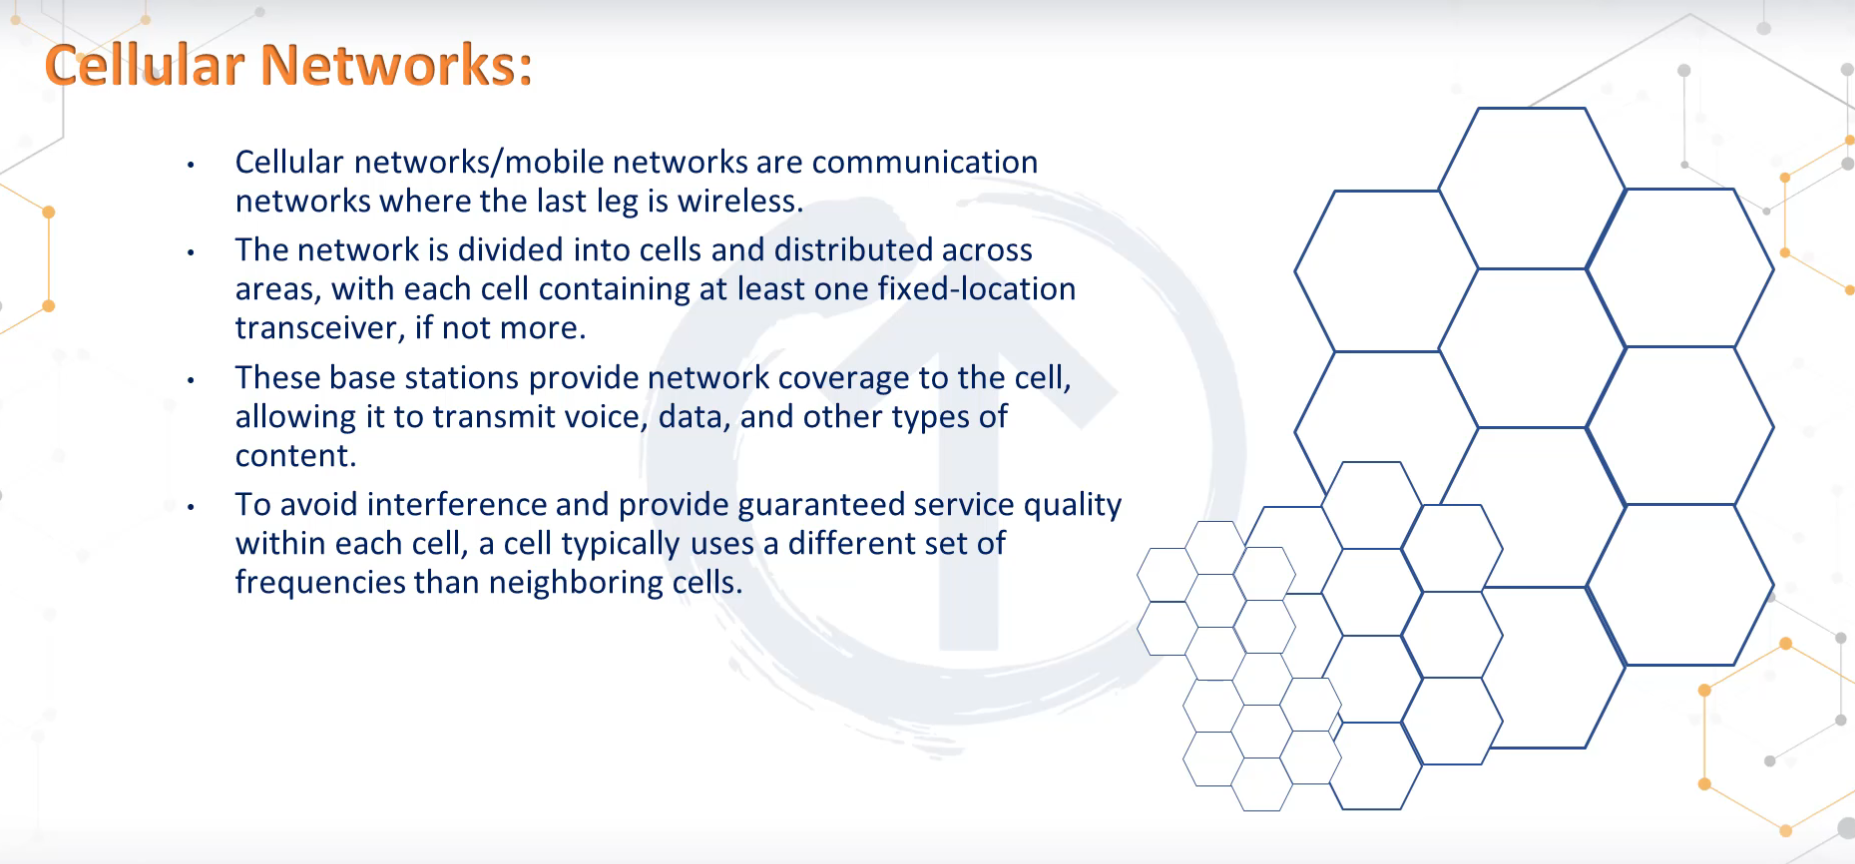 Cellular Networks:
• Cellular networks/mobile networks are communication
networks where the last leg is wireless.
• The network is divided into cells and distributed across
areas, with each cell containing at least one fixed-location
transceiver, if not more.
• These base stations provide network coverage to the cell,
allowing it to transmit voice, data, and other types of
content.
• To avoid interference and provide guaranteed service quality
within each cell, a cell typically uses a different set of
frequencies than neighboring cells.